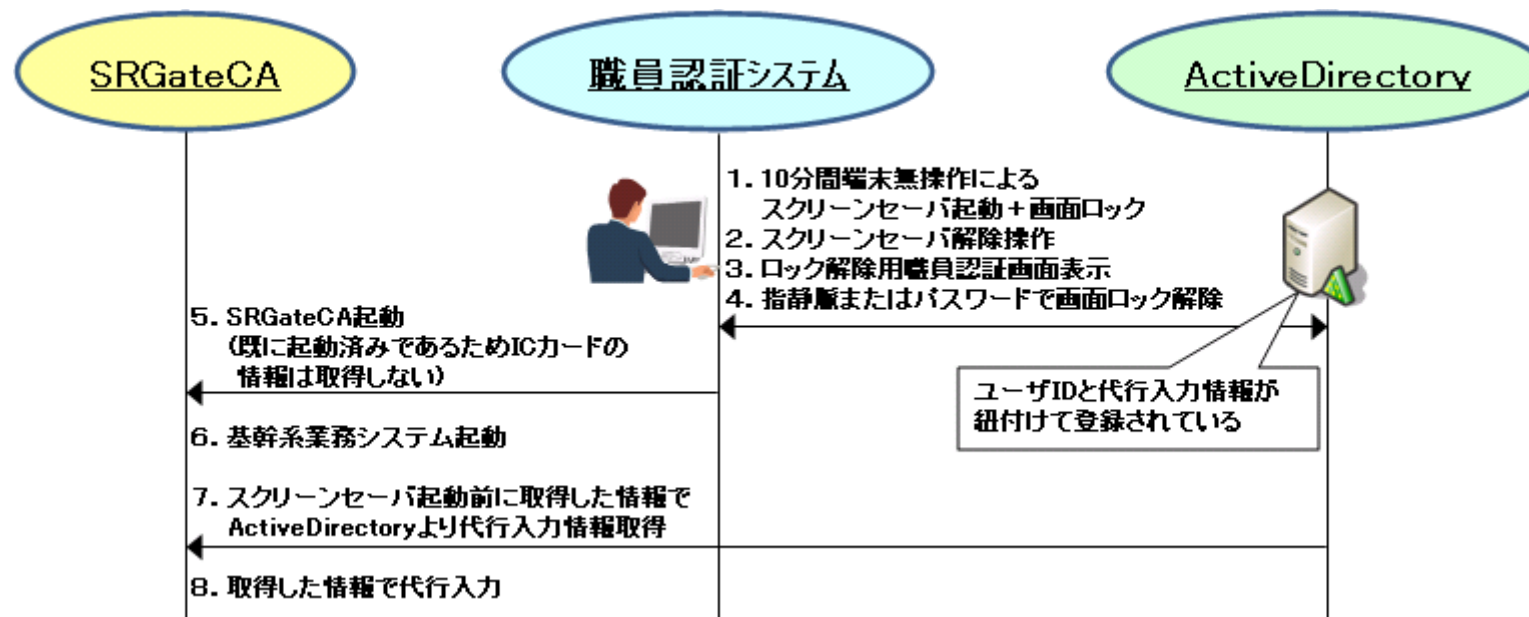 SRGateCA
職員認証システム
ActiveDirectory
1. 10分間端末無操作による
スクリーンセーバ起動＋画面ロック
2. スクリーンセーバ解除操作
3. ロック解除用職員認証画面表示
4. 指静脈またはパスワードで画面ロック解除
5. SRGateCA起動
(既に起動済みであるためICカードの
情報は取得しない)
ユーザIDと代行入力情報が
紐付けて登録されている
6. 基幹系業務システム起動
7. スクリーンセーバ起動前に取得した情報で
ActiveDirectoryより代行入力情報取得
8. 取得した情報で代行入力